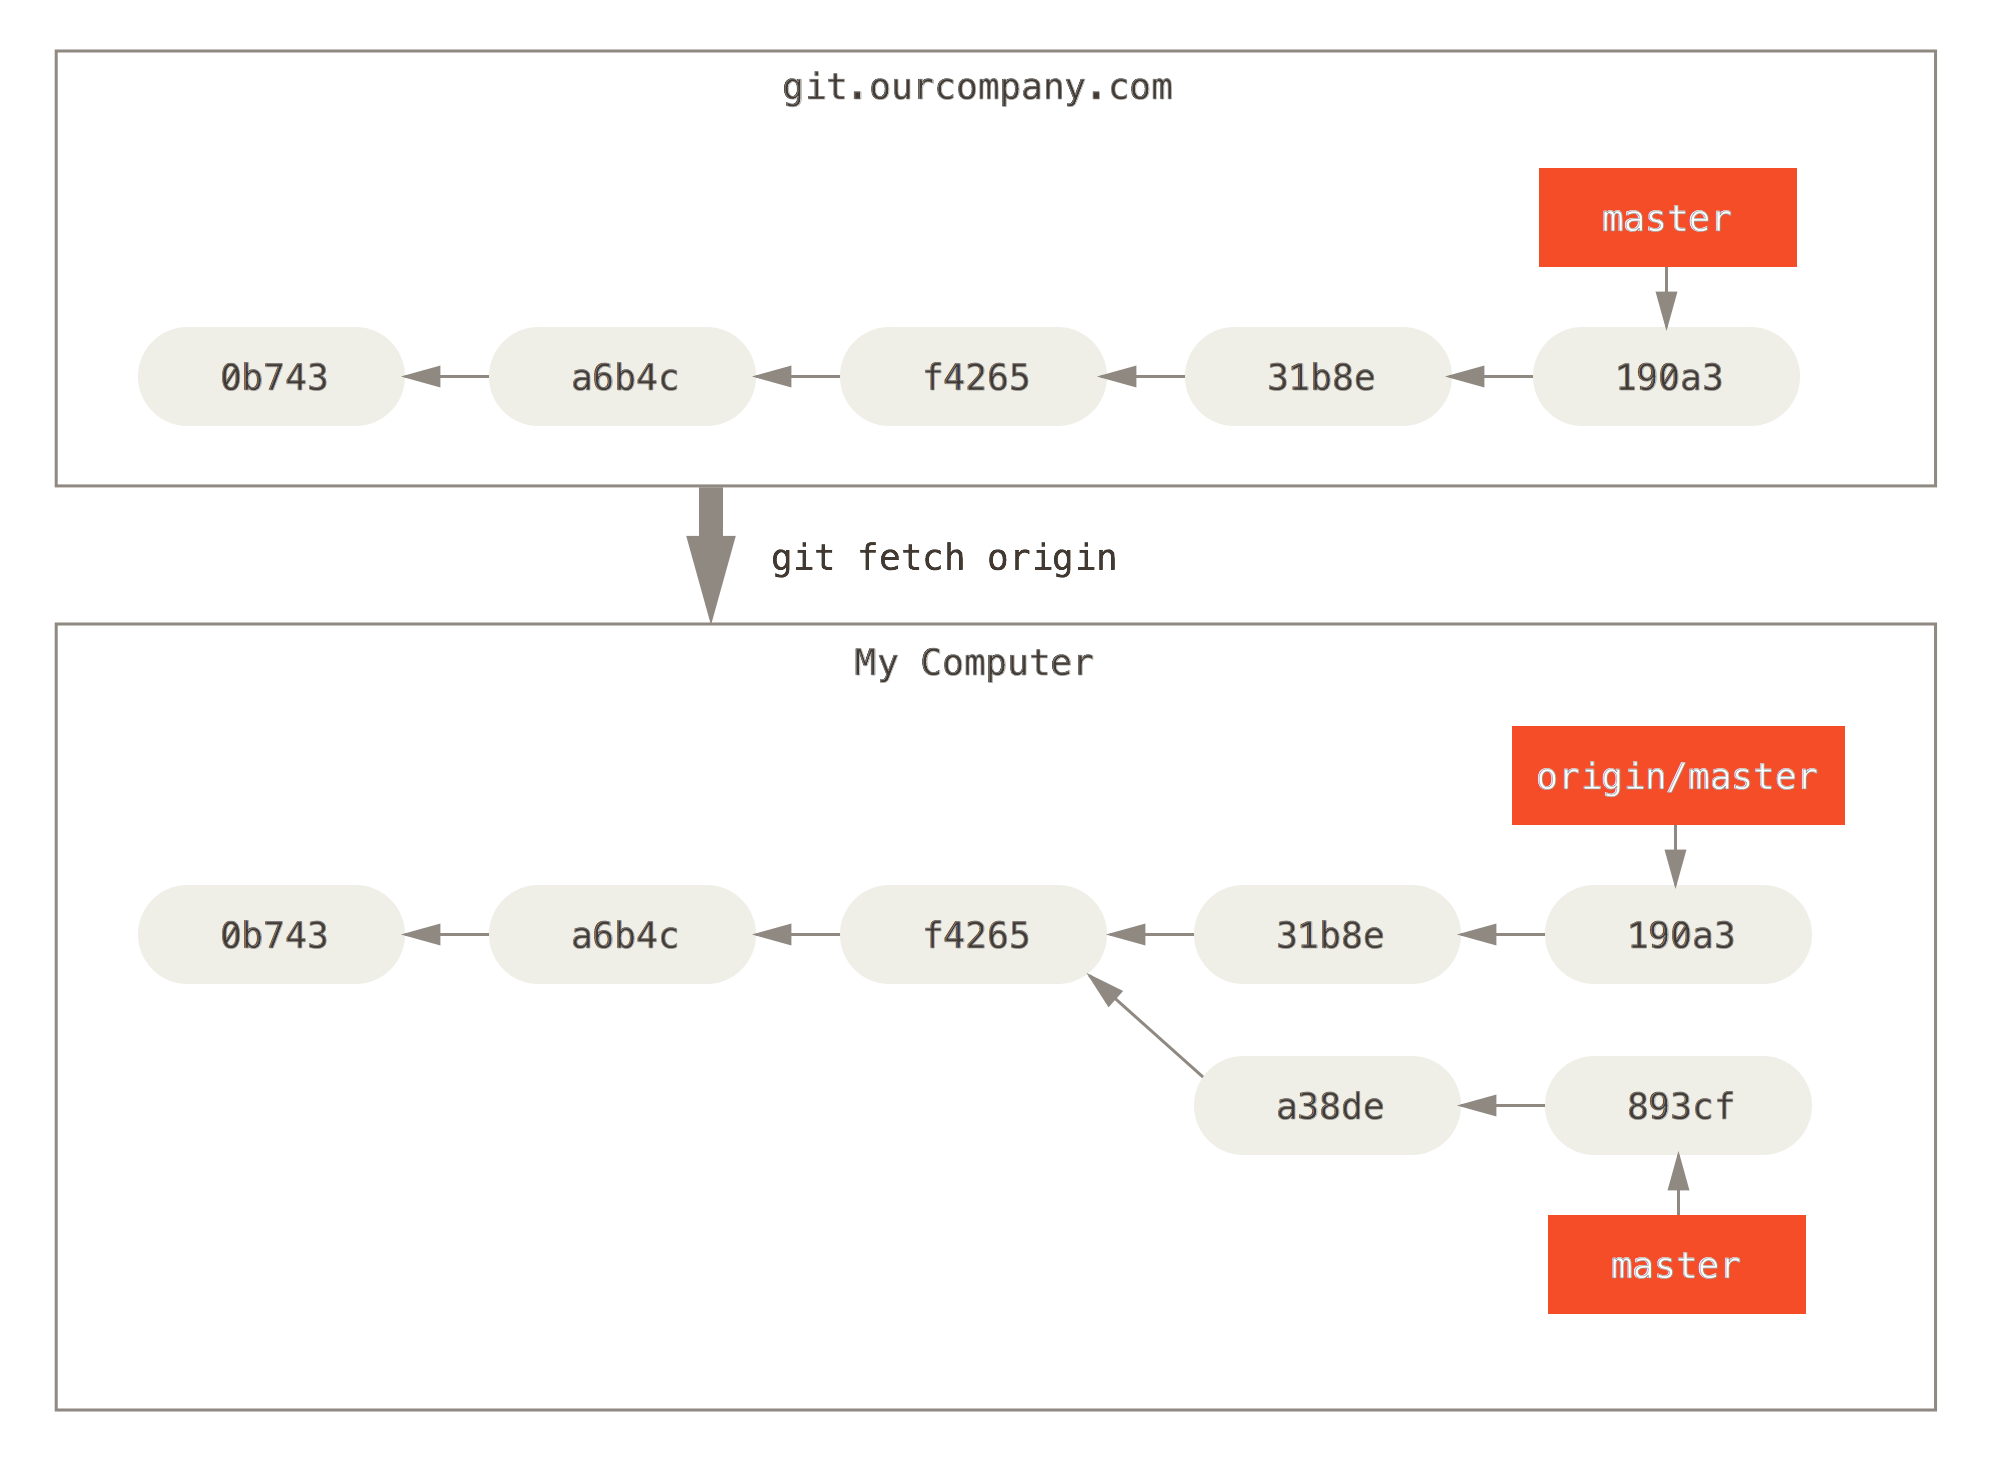 git.ourcompany.com
master
0b743 a6b4c f4265 31b8e 190a3
git fetch origin
My Computer
origin/master
0b743 a6b4c f4265 31b8e 190a3
a38de 893cf
master